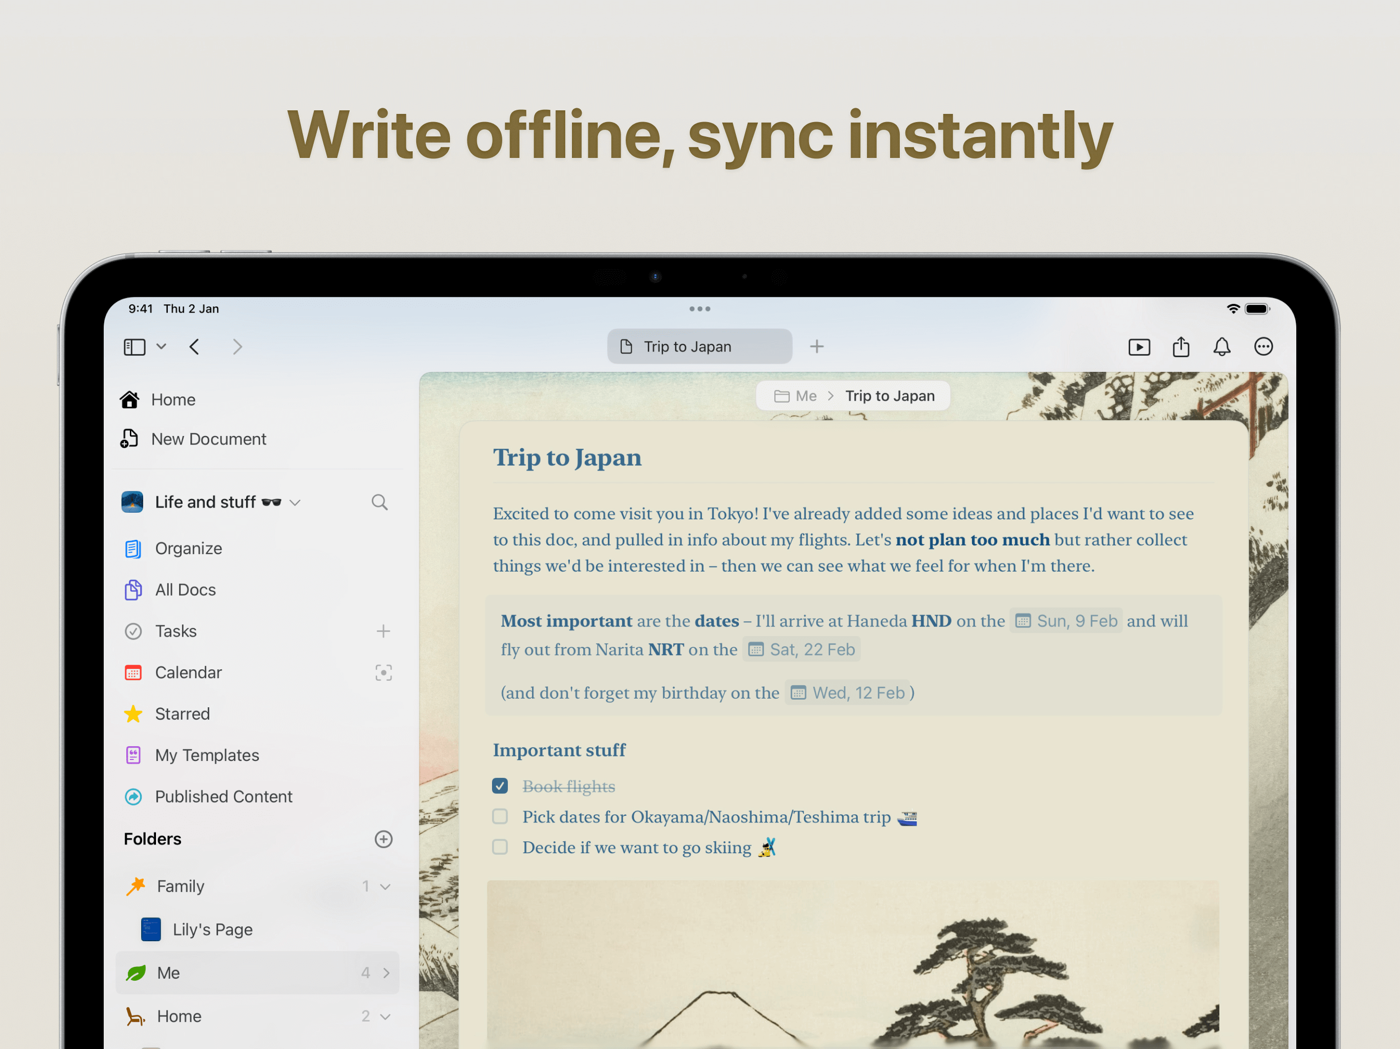 Write offline, sync instantly
9:41 Thu 2 Jan
Trip to Japan
Home
New Document
Life and stuff 🕶️
Organize
All Docs
Tasks
Calendar
Starred
My Templates
Published Content
Folders
Family 1
Lily's Page
Me 4
Home 2
Me > Trip to Japan
Trip to Japan
Excited to come visit you in Tokyo! I've already added some ideas and places I'd want to see
to this doc, and pulled in info about my flights. Let's not plan too much but rather collect
things we'd be interested in – then we can see what we feel for when I'm there.
Most important are the dates – I'll arrive at Haneda HND on the Sun, 9 Feb and will
fly out from Narita NRT on the Sat, 22 Feb
(and don't forget my birthday on the Wed, 12 Feb )
Important stuff
Book flights
Pick dates for Okayama/Naoshima/Teshima trip 🛳️
Decide if we want to go skiing ⛷️